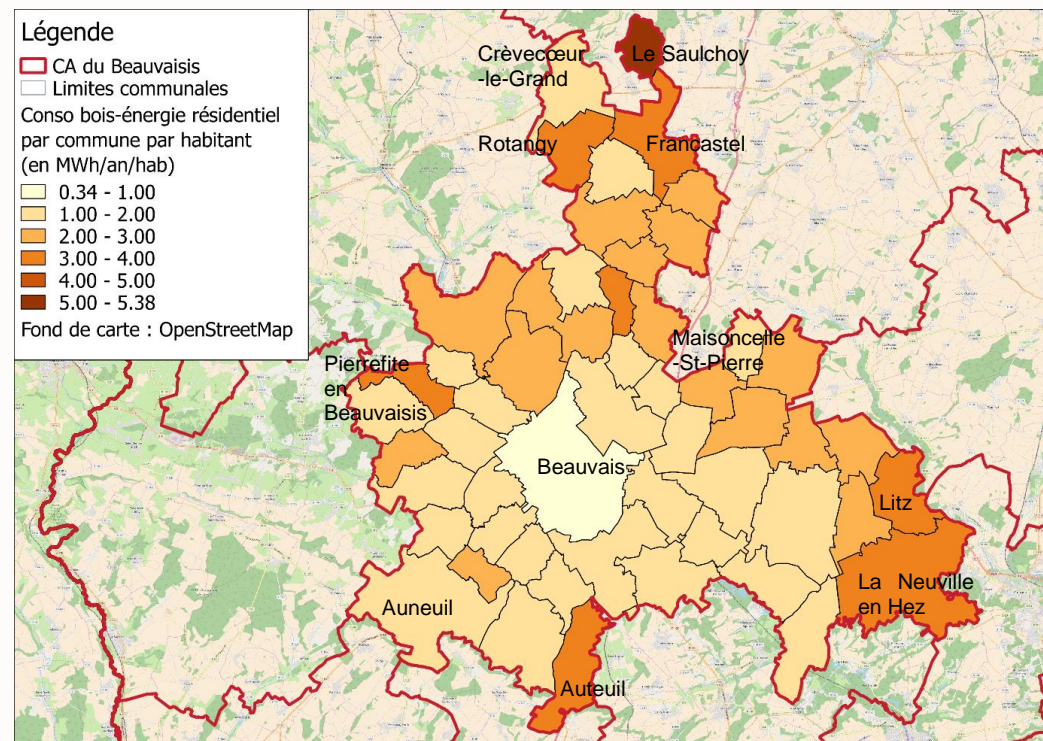 Légende
CA du Beauvaisis
Limites communales
Conso bois-énergie résidentiel
par commune par habitant
(en MWh/an/hab)
0.34 - 1.00
1.00 - 2.00
2.00 - 3.00
3.00 - 4.00
4.00 - 5.00
5.00 - 5.38
Fond de carte : OpenStreetMap
Crèvecœur
-le-Grand
Le Saulchoy
Rotangy
Francastel
Maisoncelle
-St-Pierre
Pierrefite
en
Beauvaisis
Beauvais
Litz
La Neuville
en Hez
Auneuil
Auteuil